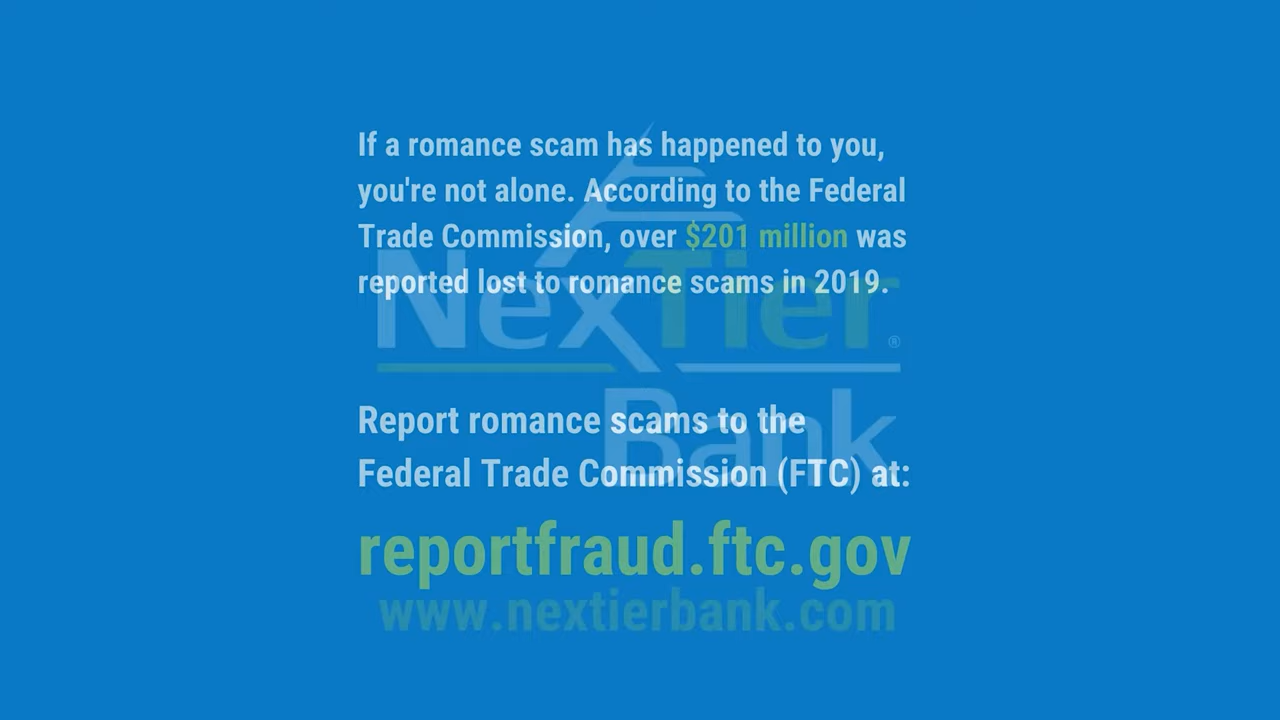 If a romance scam has happened to you,
you're not alone. According to the Federal
Trade Commission, over $201 million was
reported lost to romance scams in 2019.
NexTier®
Bank
Report romance scams to the
Federal Trade Commission (FTC) at:
reportfraud.ftc.gov
www.nextierbank.com